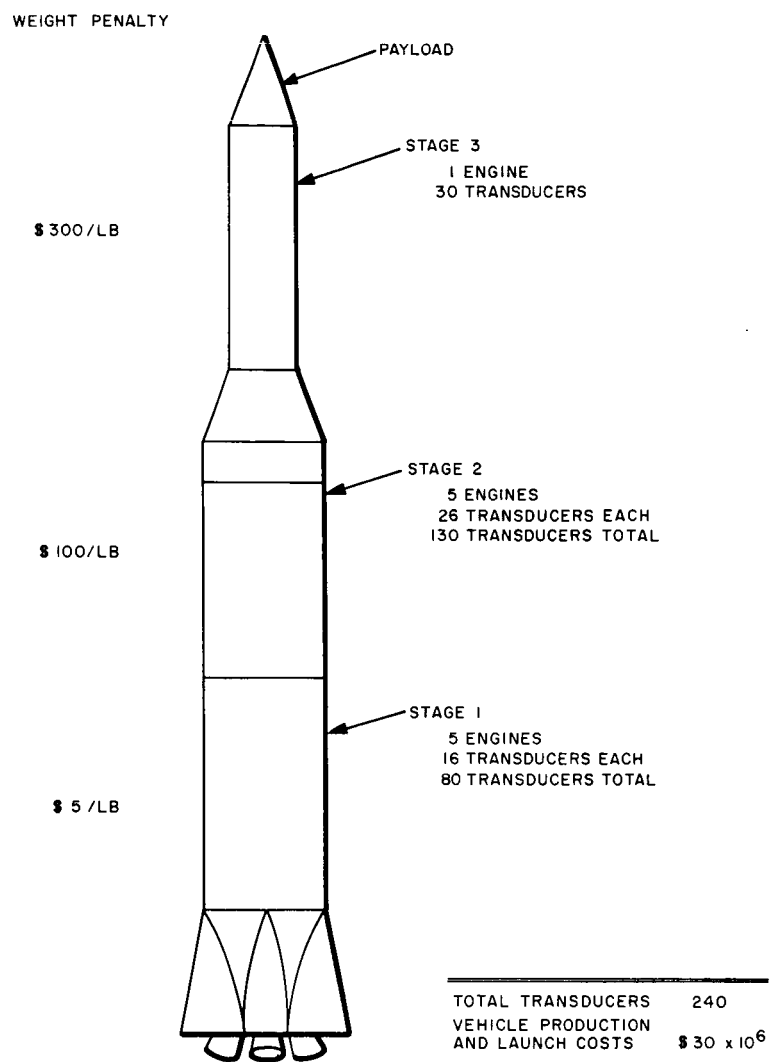 WEIGHT PENALTY
PAYLOAD
STAGE 3
1 ENGINE
30 TRANSDUCERS
$300/LB
STAGE 2
5 ENGINES
26 TRANSDUCERS EACH
130 TRANSDUCERS TOTAL
$100/LB
STAGE 1
5 ENGINES
16 TRANSDUCERS EACH
80 TRANSDUCERS TOTAL
$5/LB
TOTAL TRANSDUCERS 240
VEHICLE PRODUCTION
AND LAUNCH COSTS $30 x 10⁶